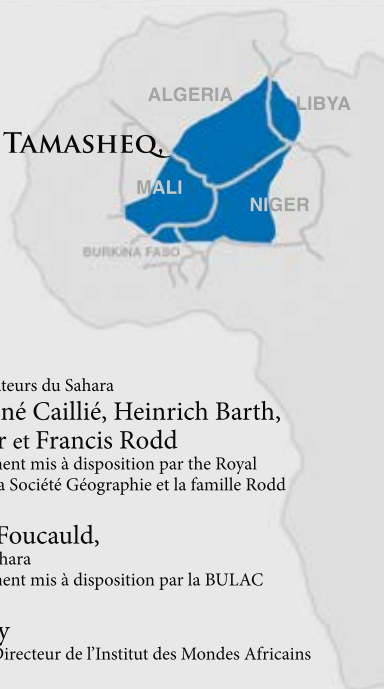 ALGERIA
LIBYA
TAMASHEQ,
MALI
NIGER
BURKINA FASO
ateurs du Sahara
né Caillié, Heinrich Barth,
r et Francis Rodd
nent mis à disposition par the Royal
a Société Géographie et la famille Rodd
Foucauld,
hara
nent mis à disposition par la BULAC
y
Directeur de l’Institut des Mondes Africains